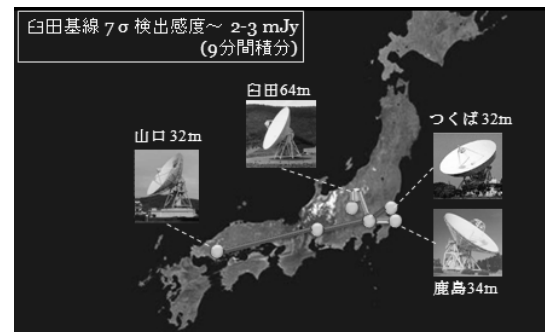 臼田基線 7 σ 検出感度～ 2-3 mJy
(9分間積分)
臼田64m
つくば 32m
山口 32m
鹿島34m